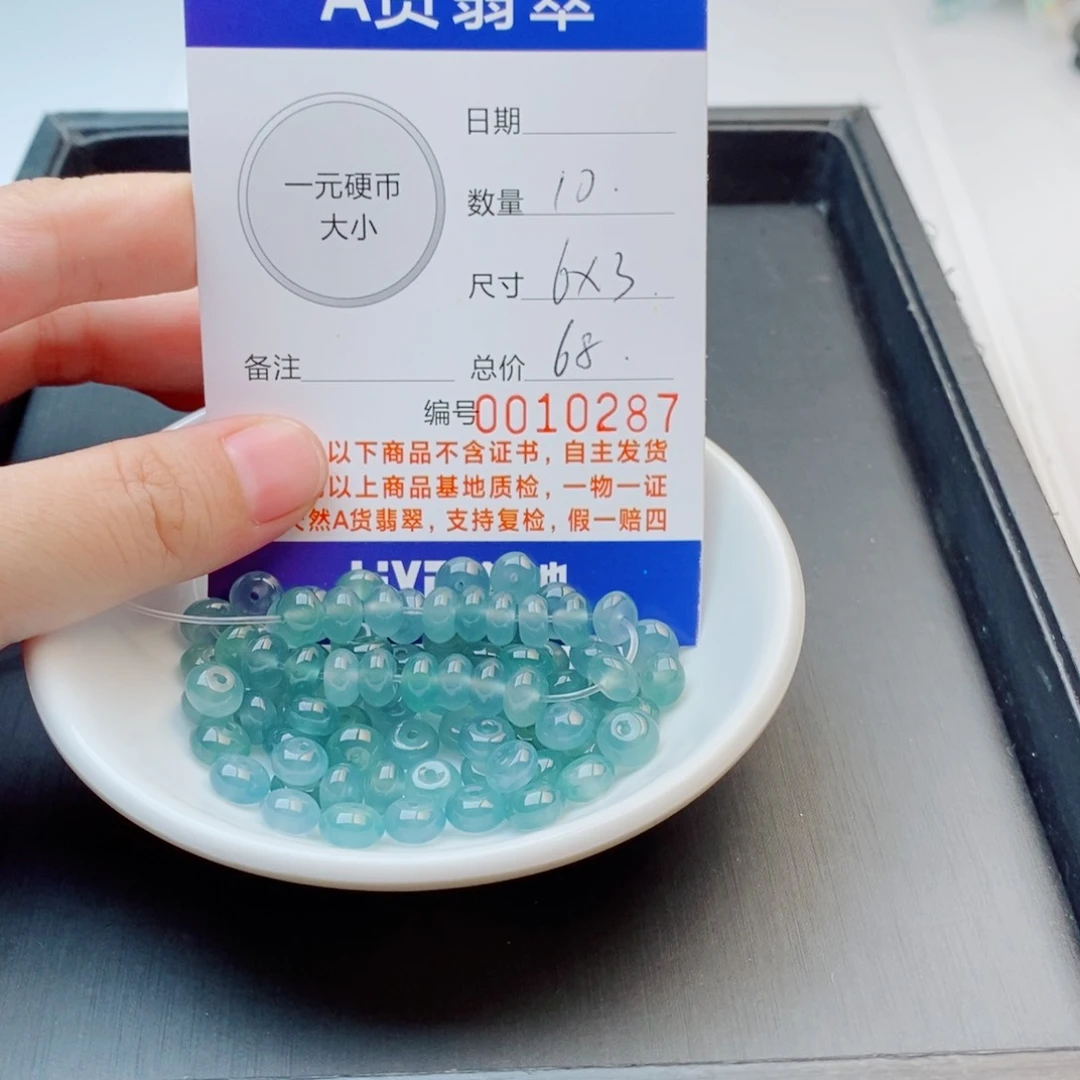 A货翡翠
一元硬币
大小
日期
数量 10.
尺寸 6x3.
备注
总价 68.
编号0010287
以下商品不含证书，自主发货
以上商品基地质检，一物一证
然A货翡翠，支持复检，假一赔四